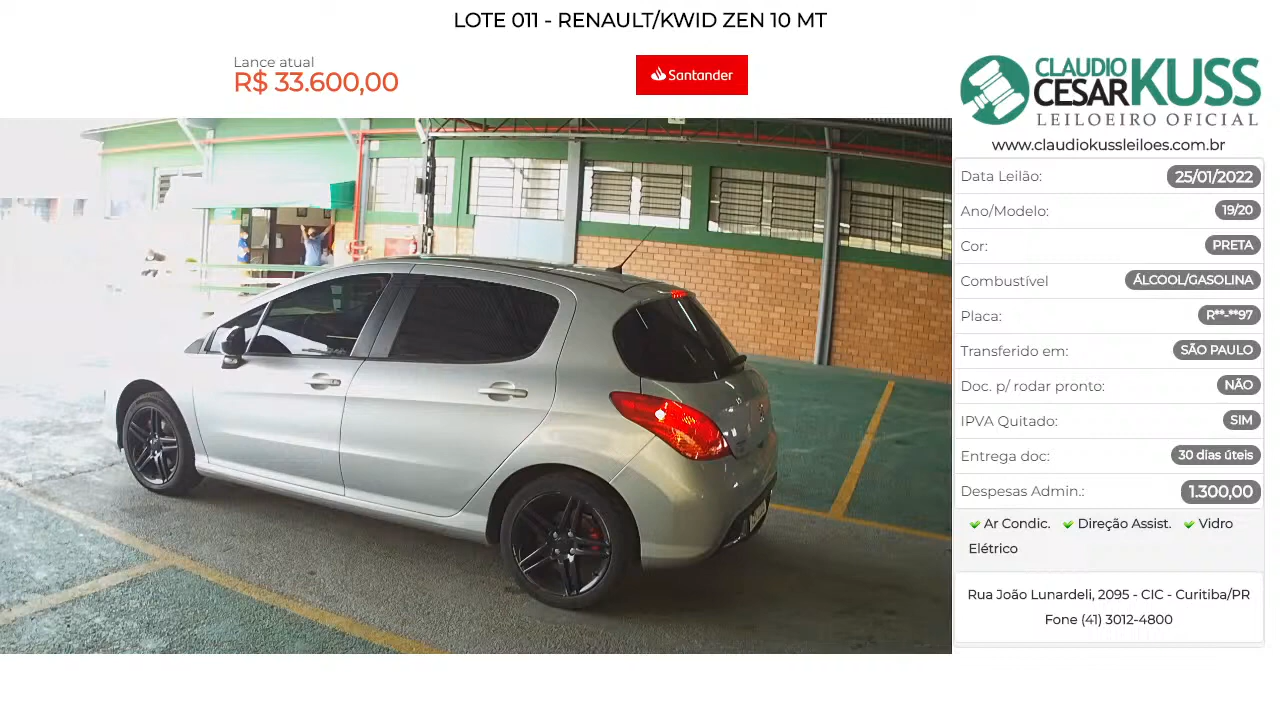 LOTE 011 - RENAULT/KWID ZEN 10 MT
Lance atual
R$ 33.600,00
Santander
CLAUDIO
CESAR KUSS
LEILOEIRO OFICIAL
www.claudiokussleiloes.com.br
Data Leilão: 25/01/2022
Ano/Modelo: 19/20
Cor: PRETA
Combustível ÁLCOOL/GASOLINA
Placa: R**-**97
Transferido em: SÃO PAULO
Doc. p/ rodar pronto: NÃO
IPVA Quitado: SIM
Entrega doc: 30 dias úteis
Despesas Admin.: 1.300,00
Ar Condic. Direção Assist. Vidro
Elétrico
Rua João Lunardeli, 2095 - CIC - Curitiba/PR
Fone (41) 3012-4800